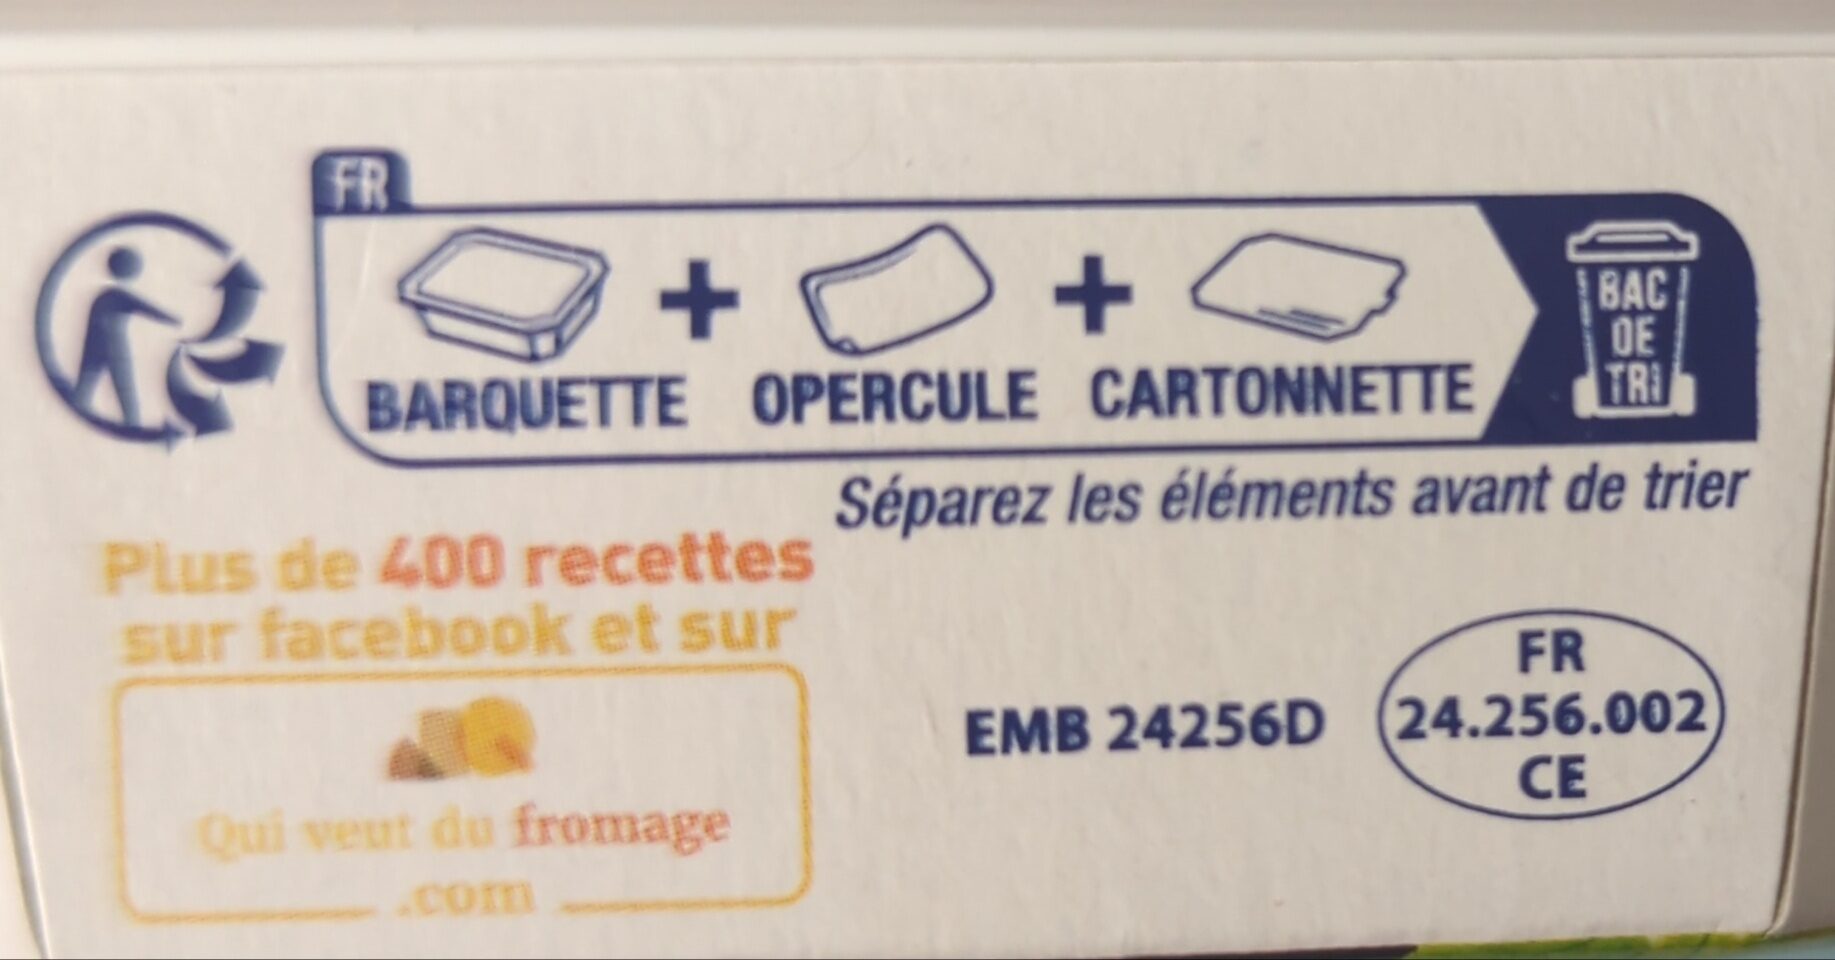 FR
BARQUETTE + OPERCULE + CARTONNETTE
BAC
DE
TRI
Séparez les éléments avant de trier
Plus de 400 recettes
sur facebook et sur
Qui veut du fromage
.com
EMB 24256D
FR
24.256.002
CE